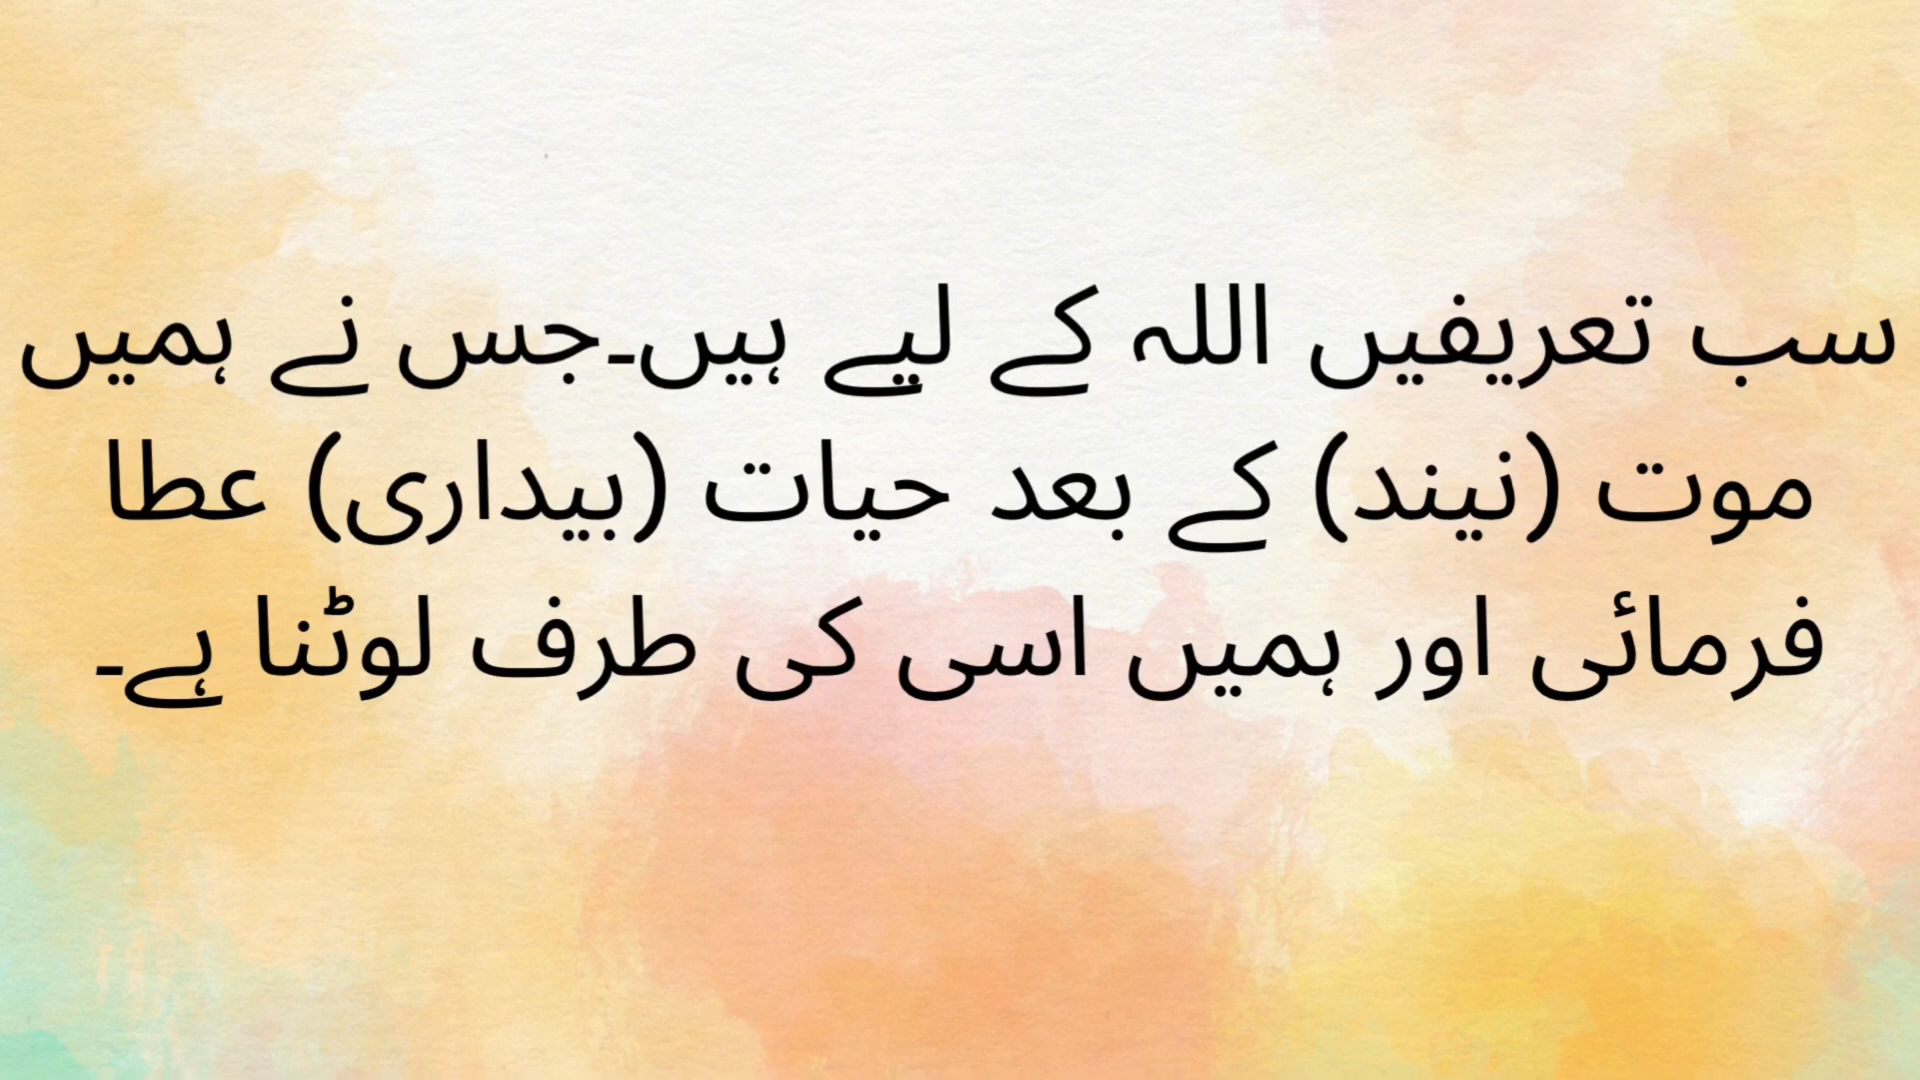 سب تعریفیں اللہ کے لیے ہیں۔جس نے ہمیں
موت (نیند) کے بعد حیات (بیداری) عطا
فرمائی اور ہمیں اسی کی طرف لوٹنا ہے۔